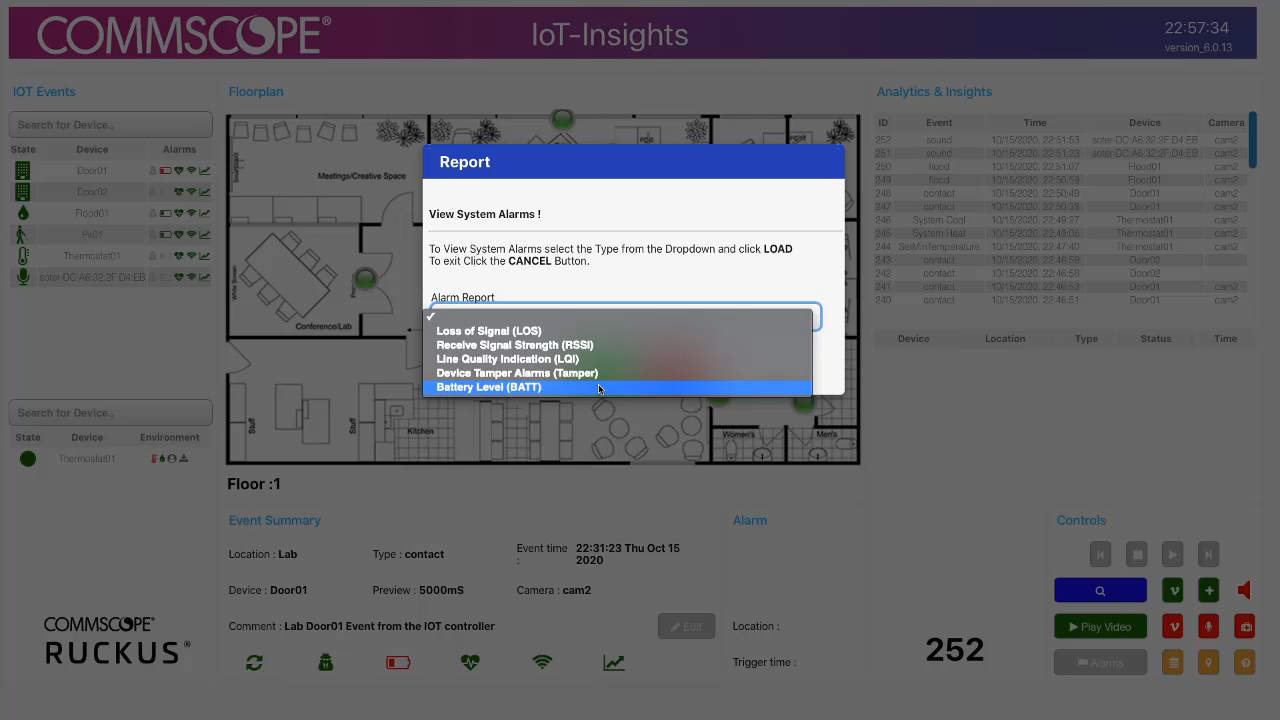 COMMSCOPE®
IoT-Insights
22:57:34
version_6.0.13
IOT Events
Search for Device..
State Device Alarms
Door01
Door02
Flood01
Pir01
Thermostat01
soter-DC:A6:32:2F:D4:EB
Search for Device..
State Device Environment
Thermostat01
COMMSCOPE®
RUCKUS®
Floorplan
Meetings/Creative Space
White Screen
Conference/Lab
Stuff
Stuff
Kitchen
Women's
Men's
Floor :1
Report
View System Alarms !
To View System Alarms select the Type from the Dropdown and click LOAD
To exit Click the CANCEL Button.
Alarm Report
✓
Loss of Signal (LOS)
Receive Signal Strength (RSSI)
Line Quality Indication (LQI)
Device Tamper Alarms (Tamper)
Battery Level (BATT)
Analytics & Insights
ID Event Time Device Camera
252 sound 10/15/2020, 22:51:53 soter-DC:A6:32:2F:D4:EB cam2
251 sound 10/15/2020, 22:51:23 soter-DC:A6:32:2F:D4:EB cam2
250 flood 10/15/2020, 22:51:07 Flood01 cam2
249 flood 10/15/2020, 22:50:59 Flood01 cam2
248 contact 10/15/2020, 22:50:49 Door01 cam2
247 contact 10/15/2020, 22:50:38 Door01 cam2
246 System Cool 10/15/2020, 22:49:27 Thermostat01 cam2
245 System Heat 10/15/2020, 22:49:06 Thermostat01 cam2
244 SetMinTemperature 10/15/2020, 22:47:40 Thermostat01 cam2
243 contact 10/15/2020, 22:46:59 Door02
242 contact 10/15/2020, 22:46:58 Door02
241 contact 10/15/2020, 22:46:52 Door01 cam2
240 contact 10/15/2020, 22:46:51 Door01 cam2
Device Location Type Status Time
Event Summary
Location : Lab Type : contact Event time : 22:31:23 Thu Oct 15 2020
Device : Door01 Preview : 5000mS Camera : cam2
Comment : Lab Door01 Event from the IOT controller
Edit
Alarm
Location :
Trigger time :
252
Controls
Play Video
Alarms